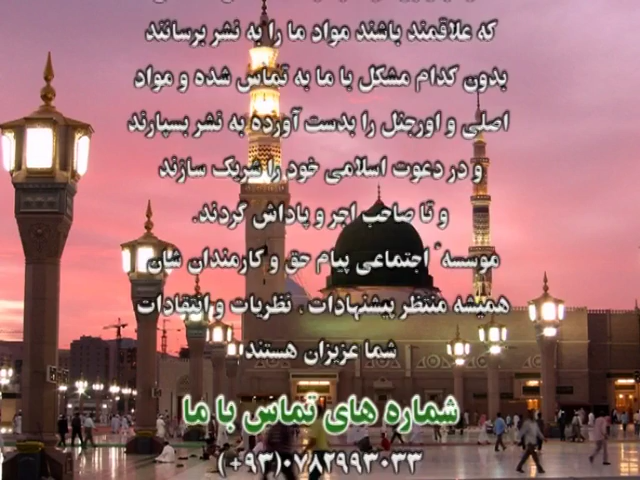 که علاقمند باشند مواد ما را به نشر برسانند
بدون کدام مشکل با ما به تماس شده و مواد
اصلی و اورجنل را بدست آورده به نشر بسپارند
و در دعوت اسلامی خود را شریک سازند
و تا صاحب اجر و پاداش گردند.
موسسهٔ اجتماعی پیام حق و کارمندان شان
همیشه منتظر پیشنهادات ، نظریات و انتقادات
شما عزیزان هستند
شماره های تماس با ما
(+۹۳)۰۷۸۲۹۹۳۰۳۳